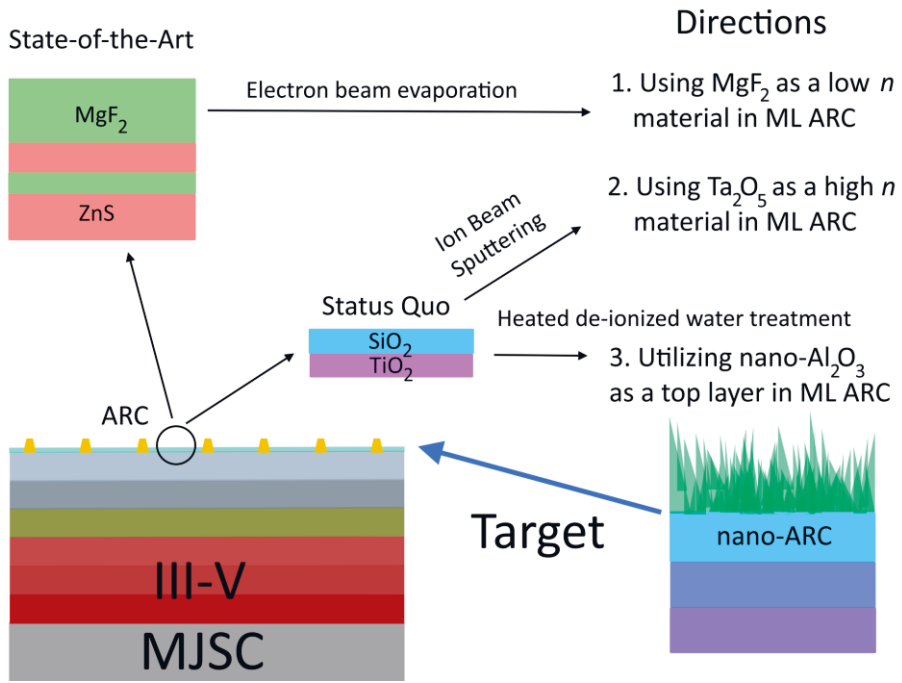 State-of-the-Art
MgF₂
ZnS
Electron beam evaporation
Directions
1. Using MgF₂ as a low n
material in ML ARC
2. Using Ta₂O₅ as a high n
material in ML ARC
Ion Beam
Sputtering
Status Quo
SiO₂
TiO₂
Heated de-ionized water treatment
3. Utilizing nano-Al₂O₃
as a top layer in ML ARC
ARC
III-V
MJSC
Target
nano-ARC